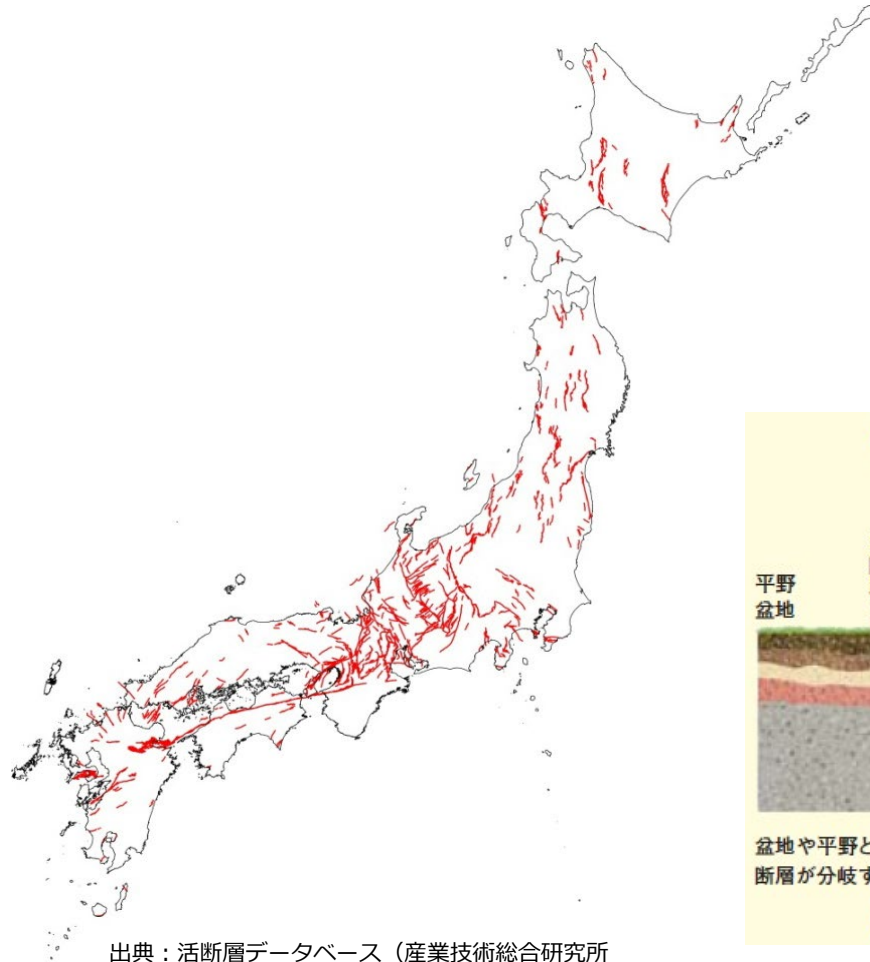 平野
盆地
盆地や平野と
断層が分岐す
出典：活断層データベース（産業技術総合研究所